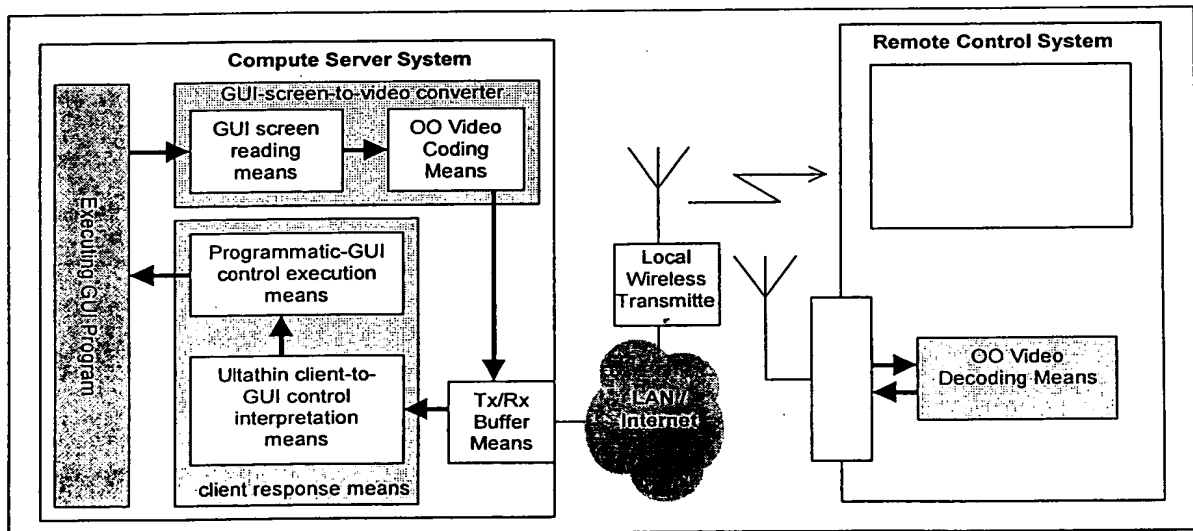 Compute Server System
Remote Control System
GUI-screen-to-video converter
GUI screen
reading
means
OO Video
Coding
Means
Executing GUI Program
Programmatic-GUI
control execution
means
Ultathin client-to-
GUI control
interpretation
means
client response means
Tx/Rx
Buffer
Means
Local
Wireless
Transmitte
r
LAN /
Internet
OO Video
Decoding Means